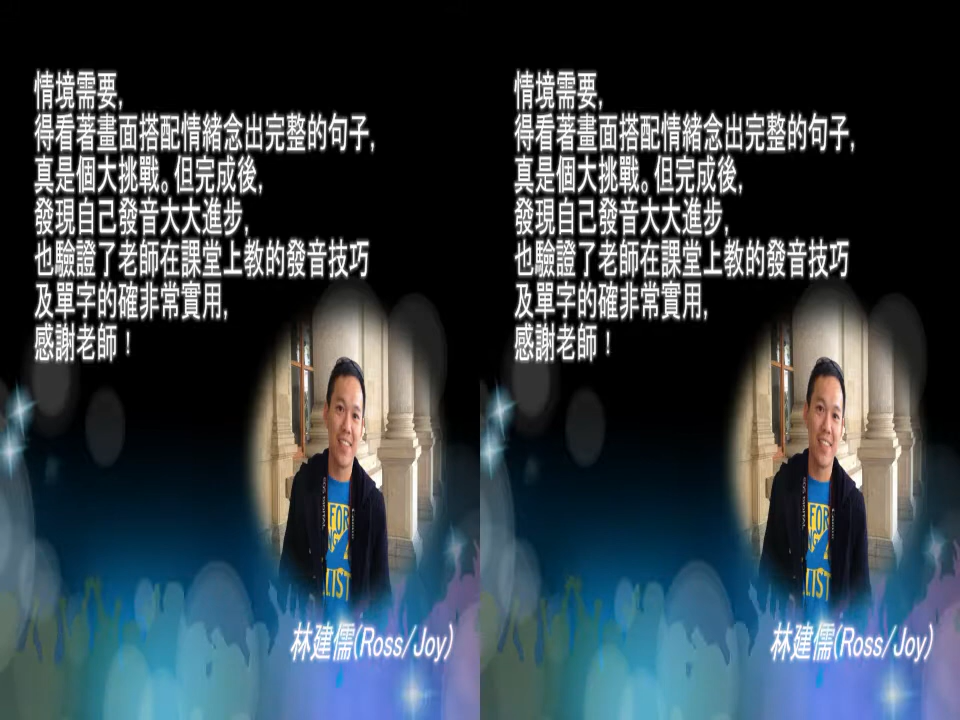 情境需要,
得看著畫面搭配情緒念出完整的句子,
真是個大挑戰。但完成後,
發現自己發音大大進步,
也驗證了老師在課堂上教的發音技巧
及單字的確非常實用,
感謝老師！
林建儒(Ross/Joy)
情境需要,
得看著畫面搭配情緒念出完整的句子,
真是個大挑戰。但完成後,
發現自己發音大大進步,
也驗證了老師在課堂上教的發音技巧
及單字的確非常實用,
感謝老師！
林建儒(Ross/Joy)